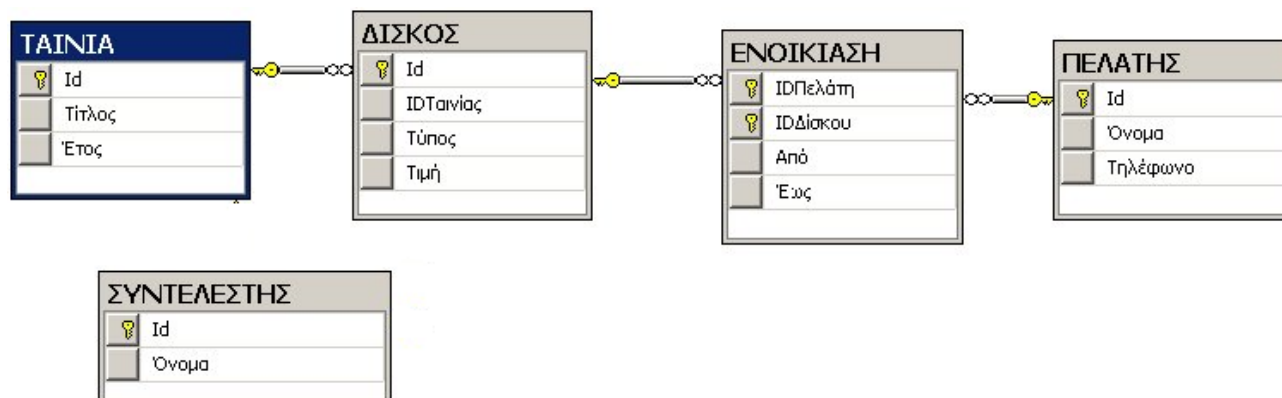 ΤΑΙΝΙΑ
Id
Τίτλος
Έτος
ΔΙΣΚΟΣ
Id
IDΤαινίας
Τύπος
Τιμή
ΕΝΟΙΚΙΑΣΗ
IDΠελάτη
IDΔίσκου
Από
Έως
ΠΕΛΑΤΗΣ
Id
Όνομα
Τηλέφωνο
ΣΥΝΤΕΛΕΣΤΗΣ
Id
Όνομα